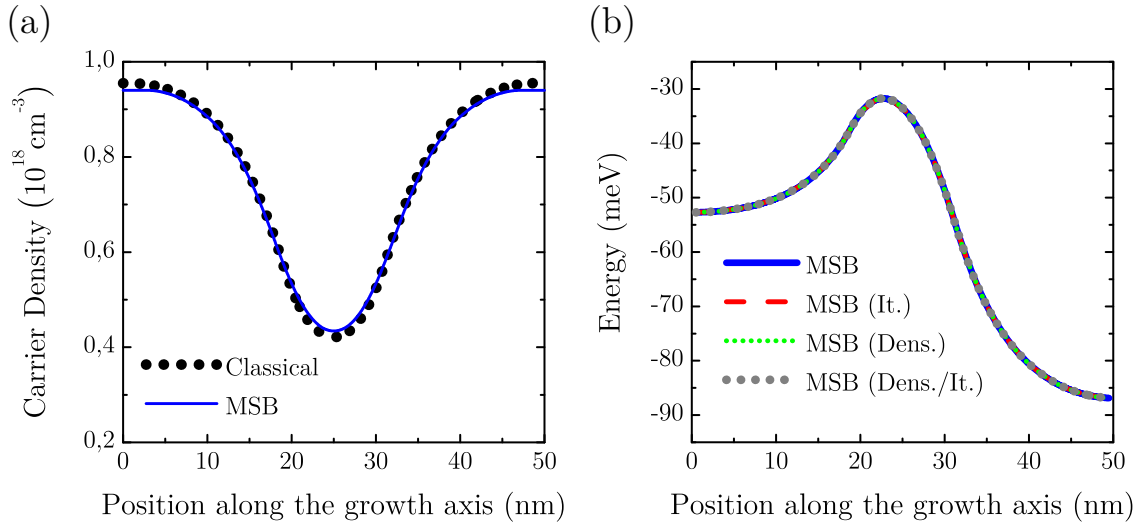 (a)
1,0
0,8
0,6
0,4
0,2
Carrier Density (10^18 cm^-3)
Classical
MSB
0 10 20 30 40 50
Position along the growth axis (nm)
(b)
-30
-40
-50
-60
-70
-80
-90
Energy (meV)
MSB
MSB (It.)
MSB (Dens.)
MSB (Dens./It.)
0 10 20 30 40 50
Position along the growth axis (nm)